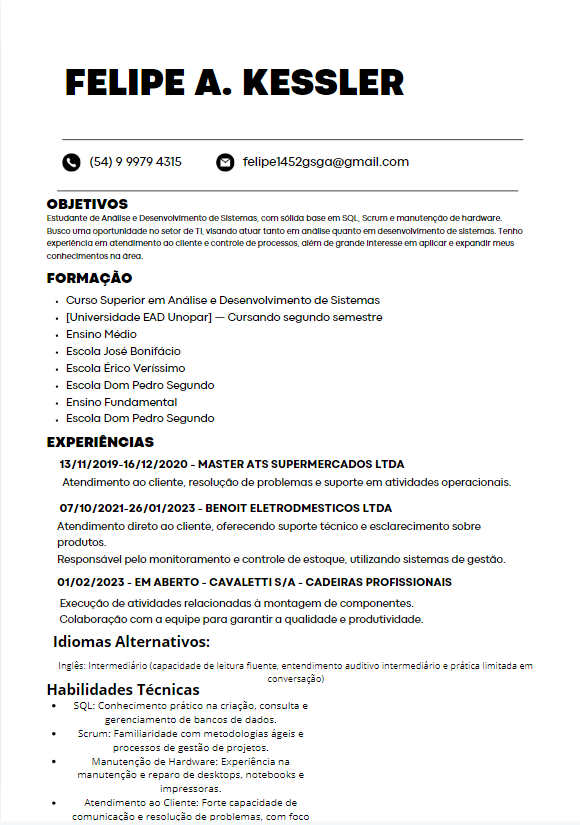 FELIPE A. KESSLER
(54) 9 9979 4315 felipe1452gsga@gmail.com
OBJETIVOS
Estudante de Análise e Desenvolvimento de Sistemas, com sólida base em SQL, Scrum e manutenção de hardware.
Busco uma oportunidade no setor de TI, visando atuar tanto em análise quanto em desenvolvimento de sistemas. Tenho
experiência em atendimento ao cliente e controle de processos, além de grande interesse em aplicar e expandir meus
conhecimentos na área.
FORMAÇÃO
• Curso Superior em Análise e Desenvolvimento de Sistemas
• [Universidade EAD Unopar] — Cursando segundo semestre
• Ensino Médio
• Escola José Bonifácio
• Escola Érico Veríssimo
• Escola Dom Pedro Segundo
• Ensino Fundamental
• Escola Dom Pedro Segundo
EXPERIÊNCIAS
13/11/2019-16/12/2020 - MASTER ATS SUPERMERCADOS LTDA
Atendimento ao cliente, resolução de problemas e suporte em atividades operacionais.
07/10/2021-26/01/2023 - BENOIT ELETRODMESTICOS LTDA
Atendimento direto ao cliente, oferecendo suporte técnico e esclarecimento sobre
produtos.
Responsável pelo monitoramento e controle de estoque, utilizando sistemas de gestão.
01/02/2023 - EM ABERTO - CAVALETTI S/A - CADEIRAS PROFISSIONAIS
Execução de atividades relacionadas à montagem de componentes.
Colaboração com a equipe para garantir a qualidade e produtividade.
Idiomas Alternativos:
Inglês: Intermediário (capacidade de leitura fluente, entendimento auditivo intermediário e prática limitada em
conversação)
Habilidades Técnicas
• SQL: Conhecimento prático na criação, consulta e
gerenciamento de bancos de dados.
• Scrum: Familiaridade com metodologias ágeis e
processos de gestão de projetos.
• Manutenção de Hardware: Experiência na
manutenção e reparo de desktops, notebooks e
impressoras.
• Atendimento ao Cliente: Forte capacidade de
comunicação e resolução de problemas, com foco